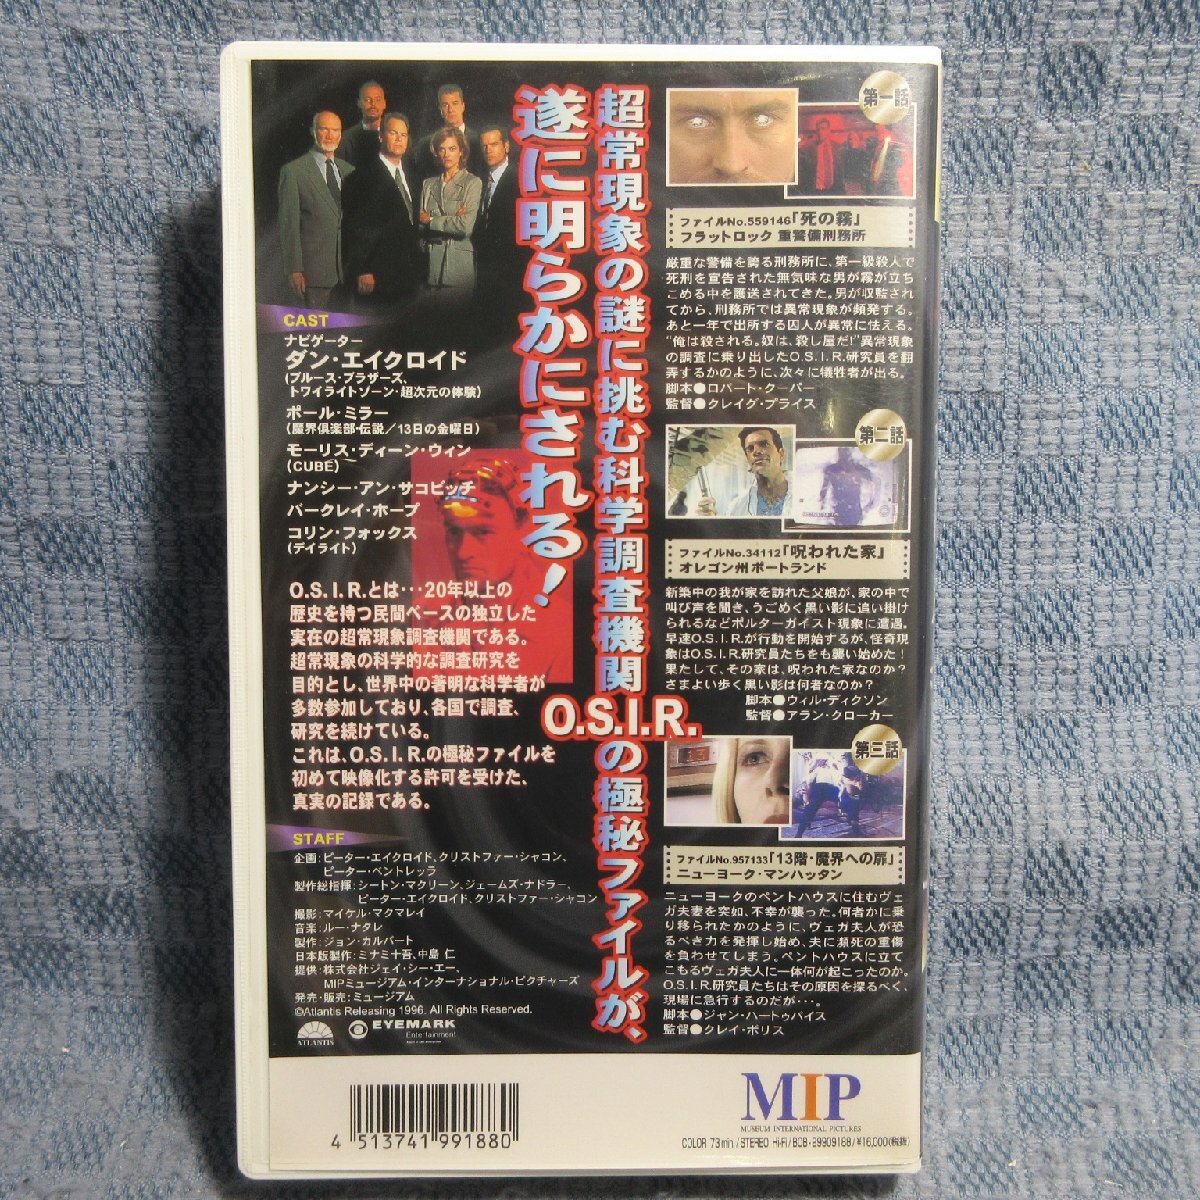 超常現象の謎に挑む科学調査機関O.S.I.R.の極秘ファイルが、
遂に明らかにされる!
CAST
ナビゲーター
ダン・エイクロイド
(ブルース・ブラザーズ、
トワイライトゾーン・超次元の体験)
ポール・ミラー
(魔界倶楽部・伝説/13日の金曜日)
モーリス・ディーン・ウィン
(CUBE)
ナンシー・アン・サコビッチ
バークレイ・ホープ
コリン・フォックス
(デイライト)
O.S.I.R.とは・・・20年以上の
歴史を持つ民間ベースの独立した
実在の超常現象調査機関である。
超常現象の科学的な調査研究を
目的とし、世界中の著明な科学者が
多数参加しており、各国で調査、
研究を続けている。
これは、O.S.I.R.の極秘ファイルを
初めて映像化する許可を受けた、
真実の記録である。
STAFF
企画:ピーター・エイクロイド、クリストファー・シャコン、
ピーター・ベントレッラ
製作総指揮:シートン・マクリーン、ジェームズ・ナドラー、
ピーター・エイクロイド、クリストファー・シャコン
撮影:マイケル・マクマレイ
音楽:ルー・ナタレ
製作:ジョン・カルバート
日本版製作:ミナミ十吾、中島 仁
提供:株式会社ジェイ・シー・エー、
MIPミュージアム・インターナショナル・ピクチャーズ
発売・販売:ミュージアム
©Atlantis Releasing 1996. All Rights Reserved.
ATLANTIS
EYEMARK
Entertainment
第一話
ファイルNo.559146「死の霧」
フラットロック 重警備刑務所
厳重な警備を誇る刑務所に、第一級殺人で
死刑を宣告された無気味な男が霧が立ち
こめる中を護送されてきた。男が収監され
てから、刑務所では異常現象が頻発する。
あと一年で出所する囚人が異常に怯える。
"俺は殺される。奴は、殺し屋だ!"異常現象
の調査に乗り出したO.S.I.R.研究員を翻
弄するかのように、次々に犠牲者が出る。
脚本●ロバート・クーパー
監督●クレイグ・プライス
第二話
ファイルNo.34112「呪われた家」
オレゴン州 ポートランド
新築中の我が家を訪れた父娘が、家の中で
叫び声を聞き、うごめく黒い影に追い掛け
られるなどポルターガイスト現象に遭遇。
早速O.S.I.R.が行動を開始するが、怪奇現
象はO.S.I.R.研究員たちをも襲い始めた!
果たして、その家は、呪われた家なのか?
さまよい歩く黒い影は何者なのか?
脚本●ウィル・ディクソン
監督●アラン・クローカー
第三話
ファイルNo.957133「13階・魔界への扉」
ニューヨーク・マンハッタン
ニューヨークのペントハウスに住むヴェ
ガ夫妻を突如、不幸が襲った。何者かに乗
り移られたかのように、ヴェガ夫人が恐
るべき力を発揮し始め、夫に瀕死の重傷
を負わせてしまう。ペントハウスに立て
こもるヴェガ夫人に一体何が起こったのか。
O.S.I.R.研究員たちはその原因を探るべく、
現場に急行するのだが・・・。
脚本●ジャン・ハートゥパイス
監督●クレイ・ボリス
4 513741 991880
MIP
MUSEUM INTERNATIONAL PICTURES
COLOR 73min./STEREO Hi-Fi/BCB-99909188/¥16,000(税抜)